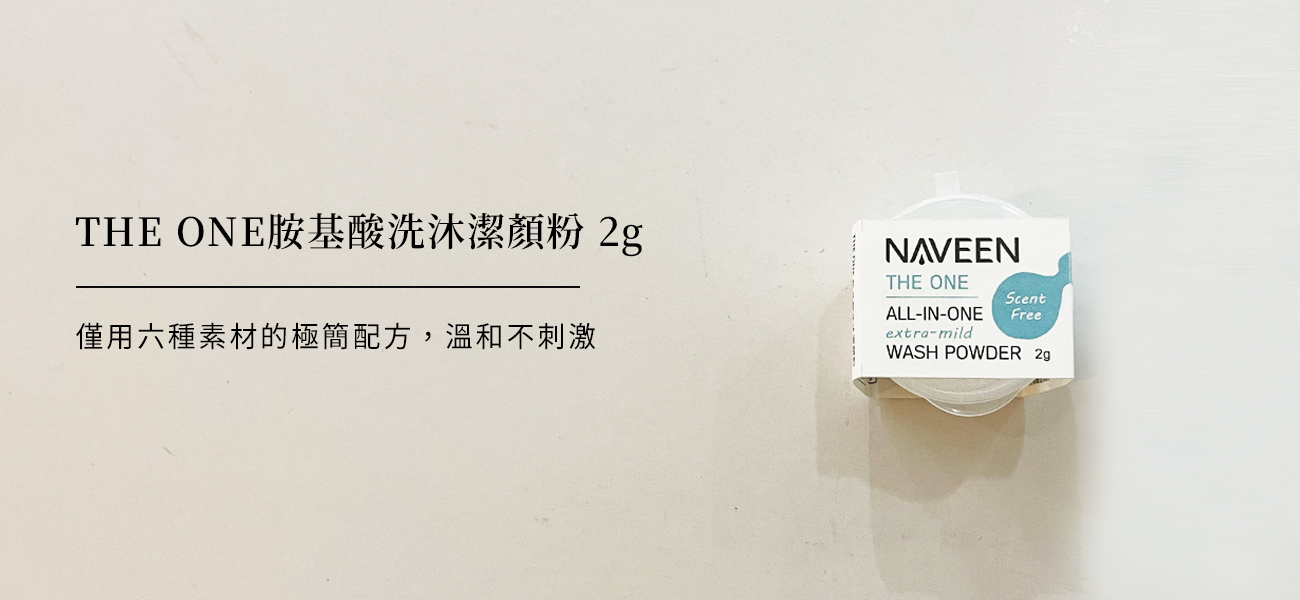 THE ONE胺基酸洗沐潔顏粉 2g
僅用六種素材的極簡配方，溫和不刺激
NAVEEN
THE ONE
ALL-IN-ONE
extra-mild
WASH POWDER 2g
Scent
Free